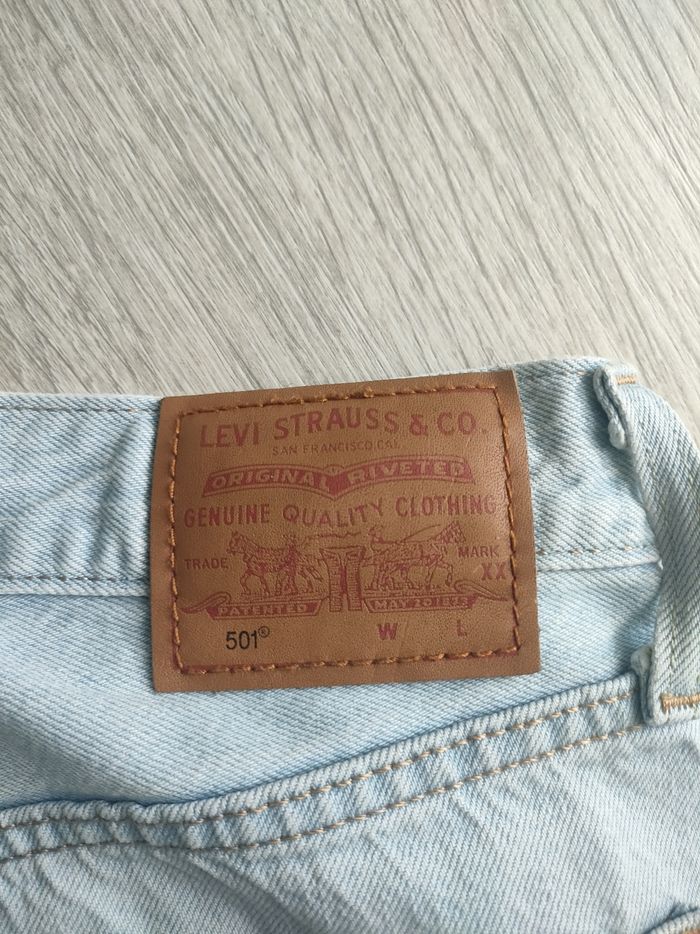 LEVI STRAUSS & CO.
SAN FRANCISCO CAL
ORIGINAL RIVETED
GENUINE QUALITY CLOTHING
TRADE MARK
XX
PATENTED MAY 20 1873
501® W L